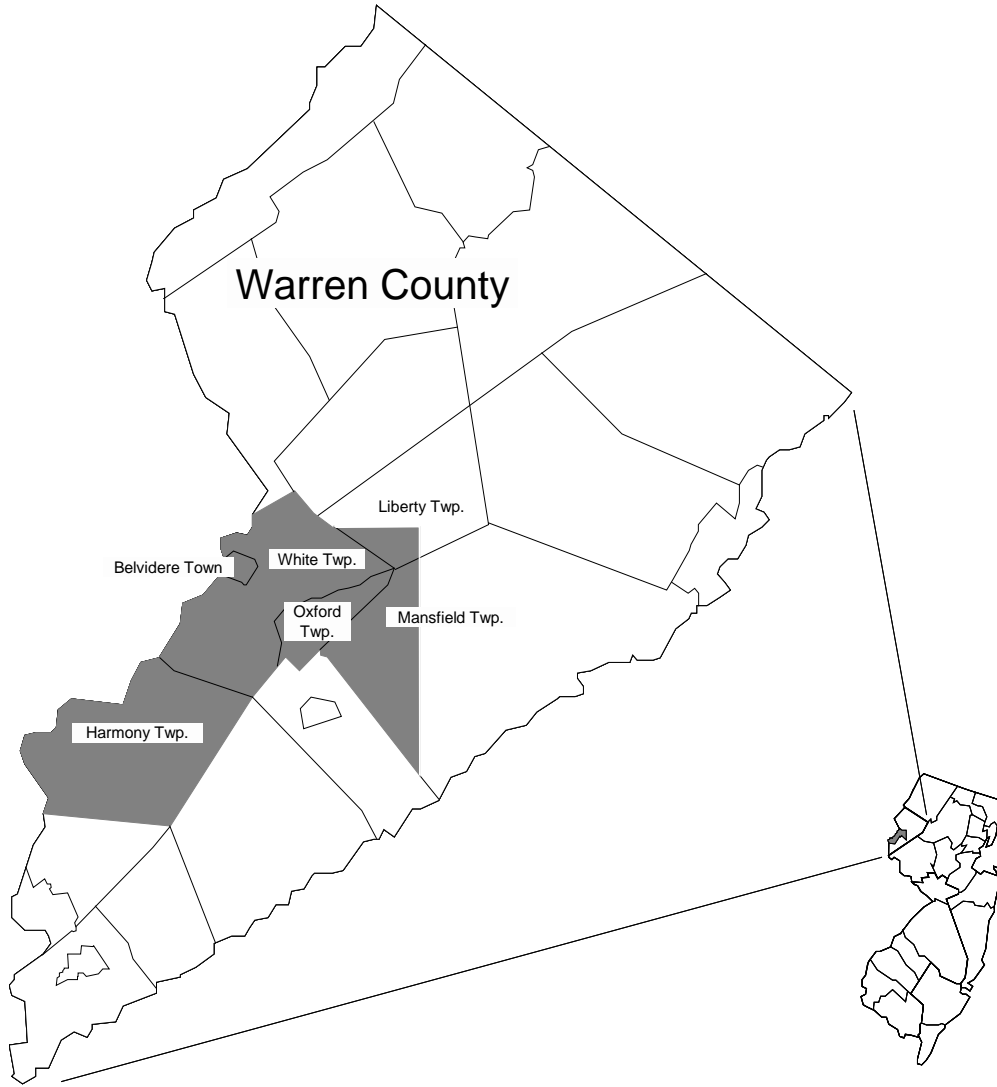 Warren County
Liberty Twp.
White Twp.
Belvidere Town
Oxford
Twp.
Mansfield Twp.
Harmony Twp.